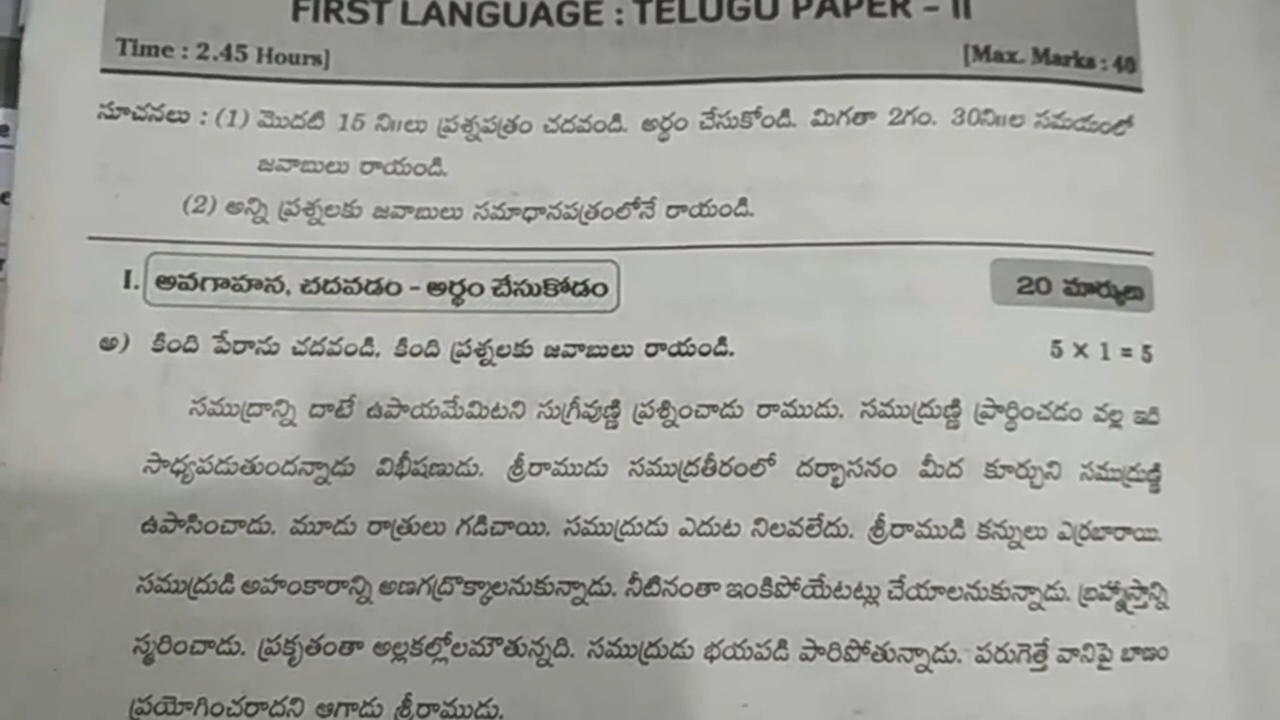 FIRST LANGUAGE : TELUGU PAPER - II
Time : 2.45 Hours]
[Max. Marks : 40
సూచనలు : (1) మొదటి 15 ని॥లు ప్రశ్నపత్రం చదవండి. అర్థం చేసుకోండి. మిగతా 2గం. 30ని॥ల సమయంలో
జవాబులు రాయండి.
(2) అన్ని ప్రశ్నలకు జవాబులు సమాధానపత్రంలోనే రాయండి.
I. అవగాహన, చదవడం - అర్థం చేసుకోడం
20 మార్కులు
అ) కింది పేరాను చదవండి. కింది ప్రశ్నలకు జవాబులు రాయండి.
5 × 1 = 5
సముద్రాన్ని దాటే ఉపాయమేమిటని సుగ్రీవుణ్ణి ప్రశ్నించాడు రాముడు. సముద్రుణ్ణి ప్రార్థించడం వల్ల ఇది
సాధ్యపడుతుందన్నాడు విభీషణుడు. శ్రీరాముడు సముద్రతీరంలో దర్భాసనం మీద కూర్చుని సముద్రుణ్ణి
ఉపాసించాడు. మూడు రాత్రులు గడిచాయి. సముద్రుడు ఎదుట నిలవలేదు. శ్రీరాముడి కన్నులు ఎర్రబారాయి.
సముద్రుడి అహంకారాన్ని అణగద్రొక్కాలనుకున్నాడు. నీటినంతా ఇంకిపోయేటట్లు చేయాలనుకున్నాడు. బ్రహ్మాస్త్రాన్ని
స్మరించాడు. ప్రకృతంతా అల్లకల్లోలమౌతున్నది. సముద్రుడు భయపడి పారిపోతున్నాడు. పరుగెత్తే వానిపై బాణం
ప్రయోగించరాదని ఆగాడు శ్రీరాముడు.